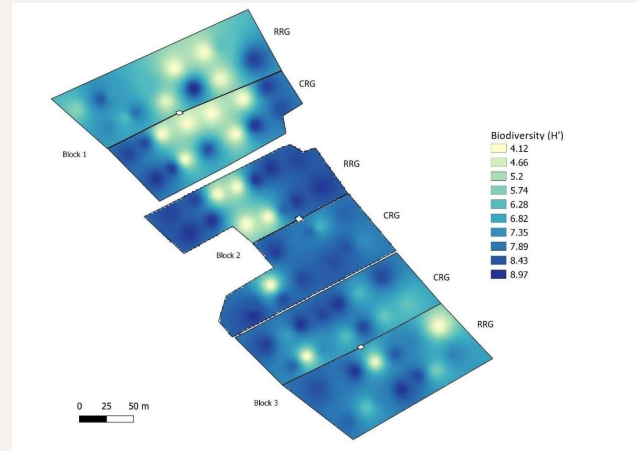 RRG
CRG
Block 1
RRG
CRG
Block 2
CRG
RRG
Block 3
0 25 50 m
Biodiversity (H')
4.12
4.66
5.2
5.74
6.28
6.82
7.35
7.89
8.43
8.97